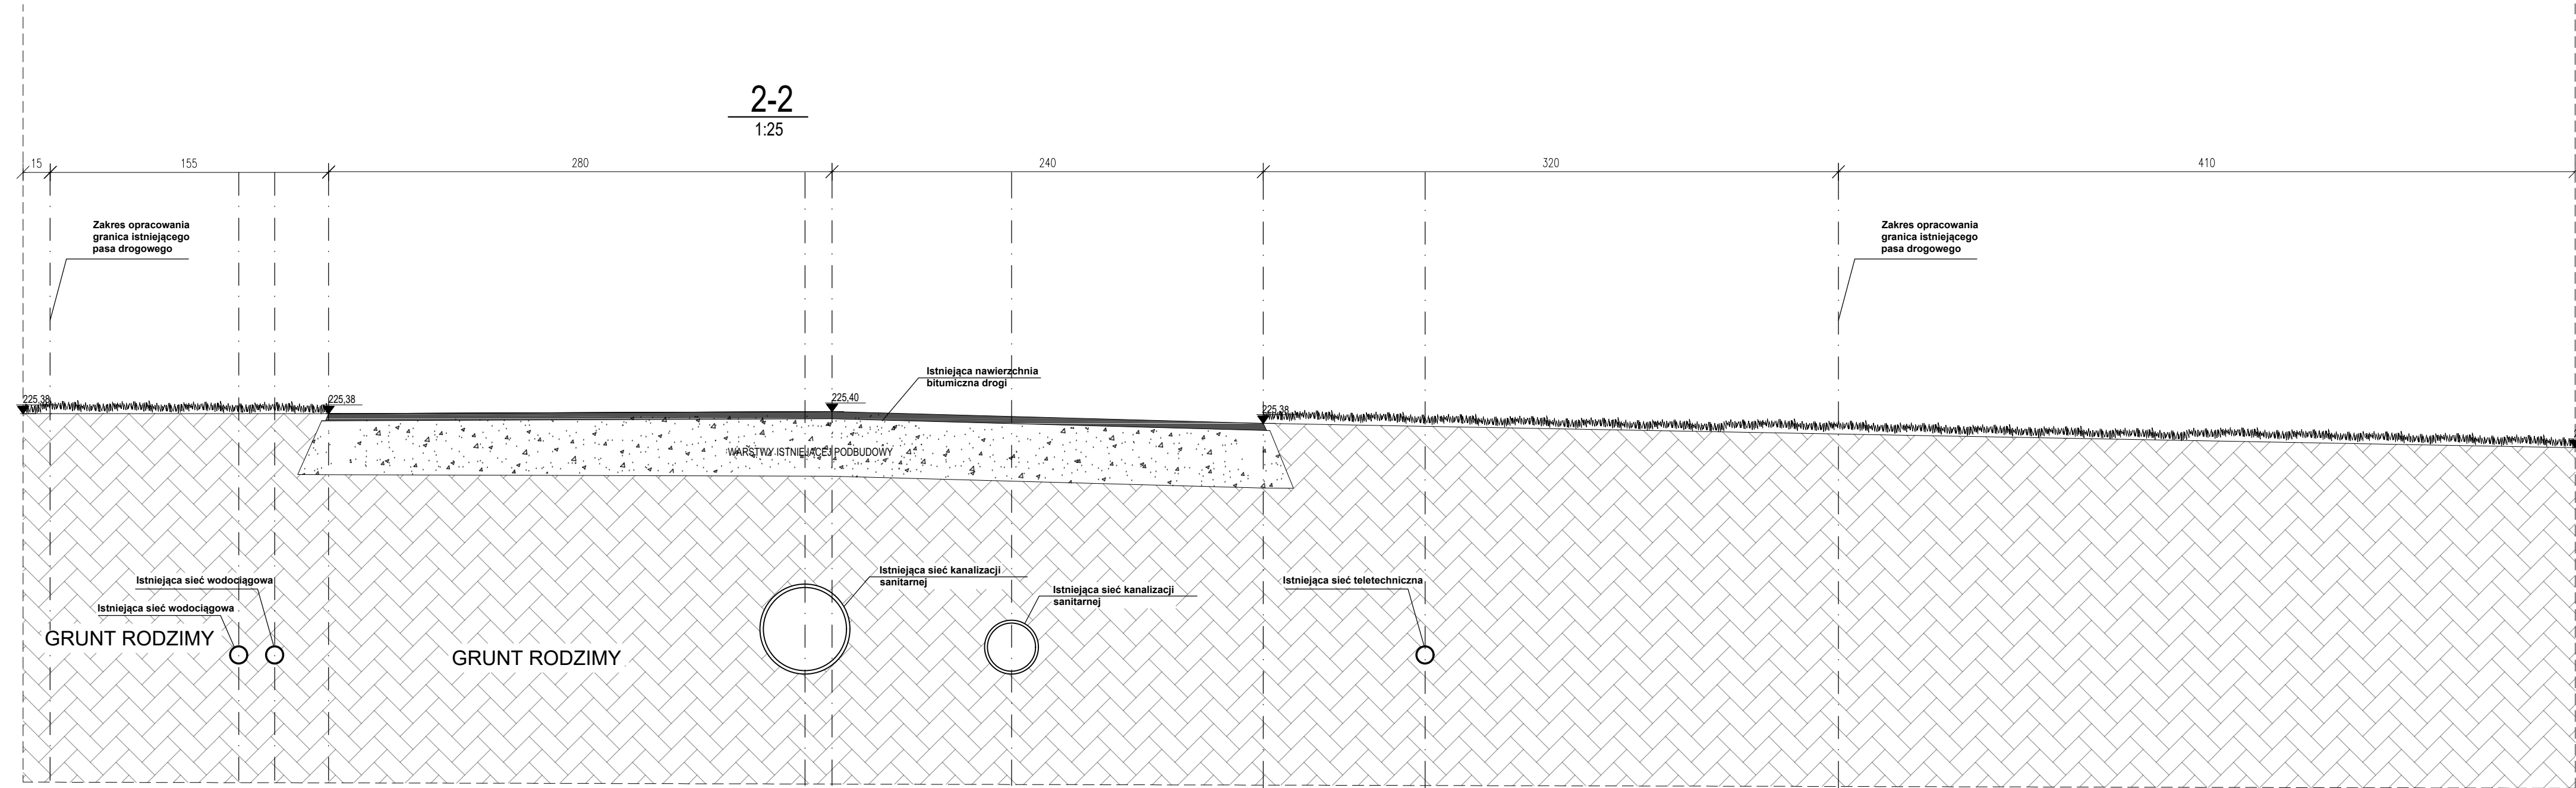 2-2
1:25
15
155
280
240
320
410
Zakres opracowania
granica istniejącego
pasa drogowego
Zakres opracowania
granica istniejącego
pasa drogowego
Istniejąca nawierzchnia
bitumiczna drogi
225,38
225,38
225,40
225,38
WARSTWY ISTNIEJĄCEJ PODBUDOWY
Istniejąca sieć kanalizacji
sanitarnej
Istniejąca sieć wodociągowa
Istniejąca sieć teletechniczna
Istniejąca sieć kanalizacji
sanitarnej
Istniejąca sieć wodociągowa
GRUNT RODZIMY
GRUNT RODZIMY